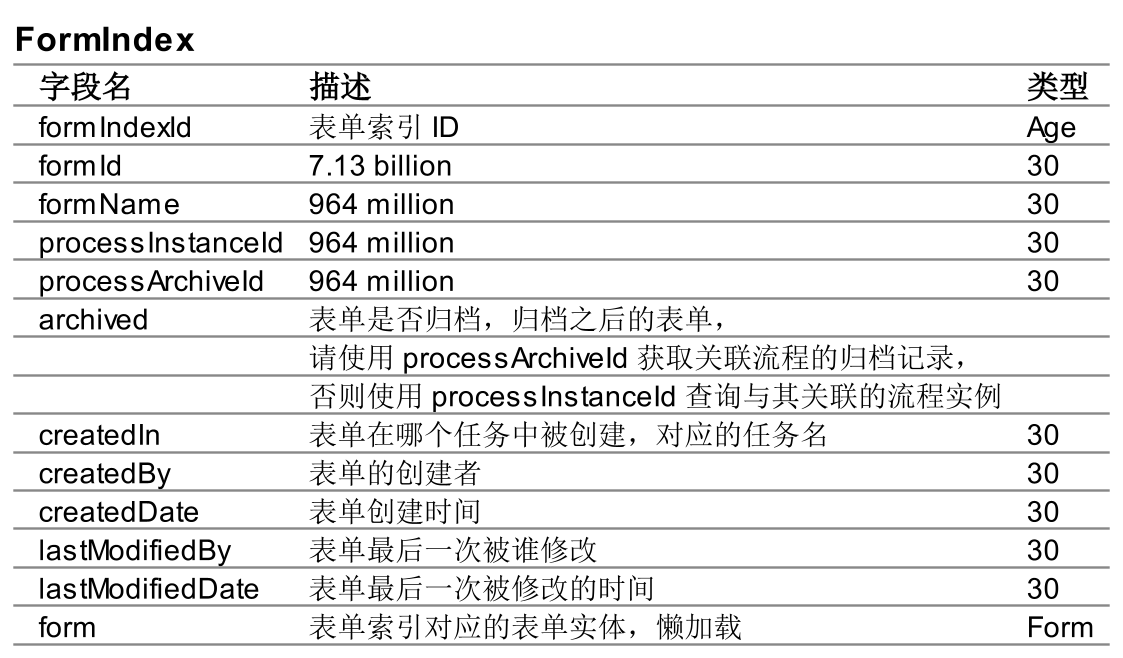 FormIndex
字段名 描述 类型
formIndexId 表单索引 ID Age
formId 7.13 billion 30
formName 964 million 30
processInstanceId 964 million 30
processArchiveId 964 million 30
archived 表单是否归档，归档之后的表单，
请使用 processArchiveId 获取关联流程的归档记录，
否则使用 processInstanceId 查询与其关联的流程实例
createdIn 表单在哪个任务中被创建，对应的任务名 30
createdBy 表单的创建者 30
createdDate 表单创建时间 30
lastModifiedBy 表单最后一次被谁修改 30
lastModifiedDate 表单最后一次被修改的时间 30
form 表单索引对应的表单实体，懒加载 Form